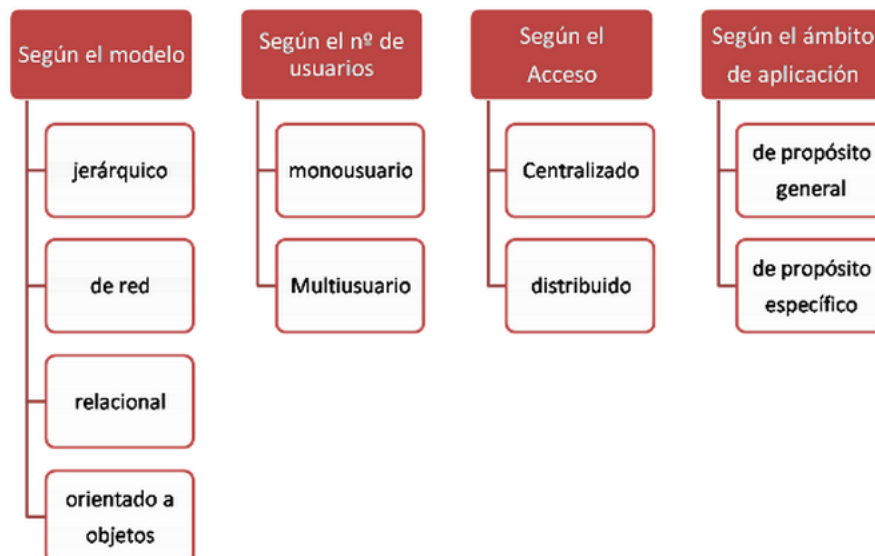 Según el modelo
jerárquico
de red
relacional
orientado a
objetos
Según el nº de
usuarios
monousuario
Multiusuario
Según el
Acceso
Centralizado
distribuido
Según el ámbito
de aplicación
de propósito
general
de propósito
específico